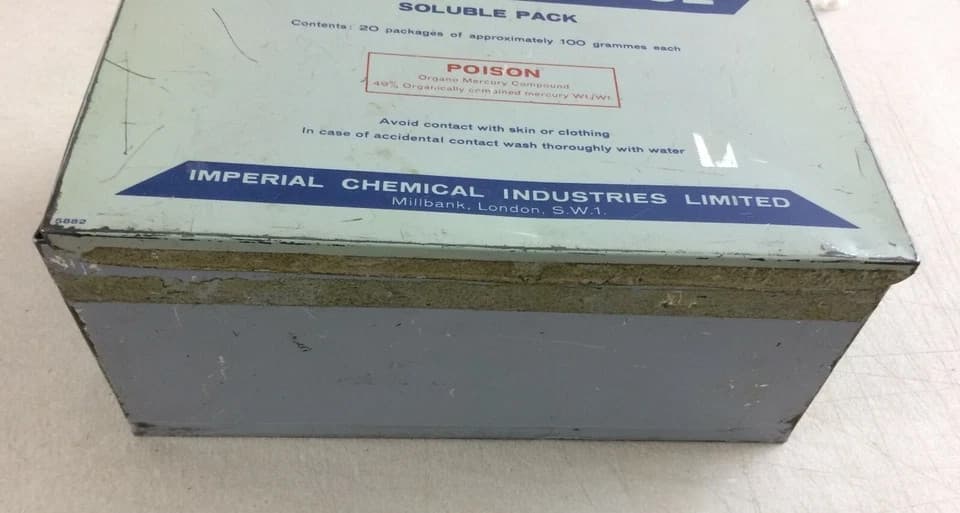 SOLUBLE PACK
Contents: 20 packages of approximately 100 grammes each
POISON
Organo Mercury Compound
49% Organically combined mercury Wt./Wt.
Avoid contact with skin or clothing
In case of accidental contact wash thoroughly with water
IMPERIAL CHEMICAL INDUSTRIES LIMITED
Millbank, London, S.W.1.
5882